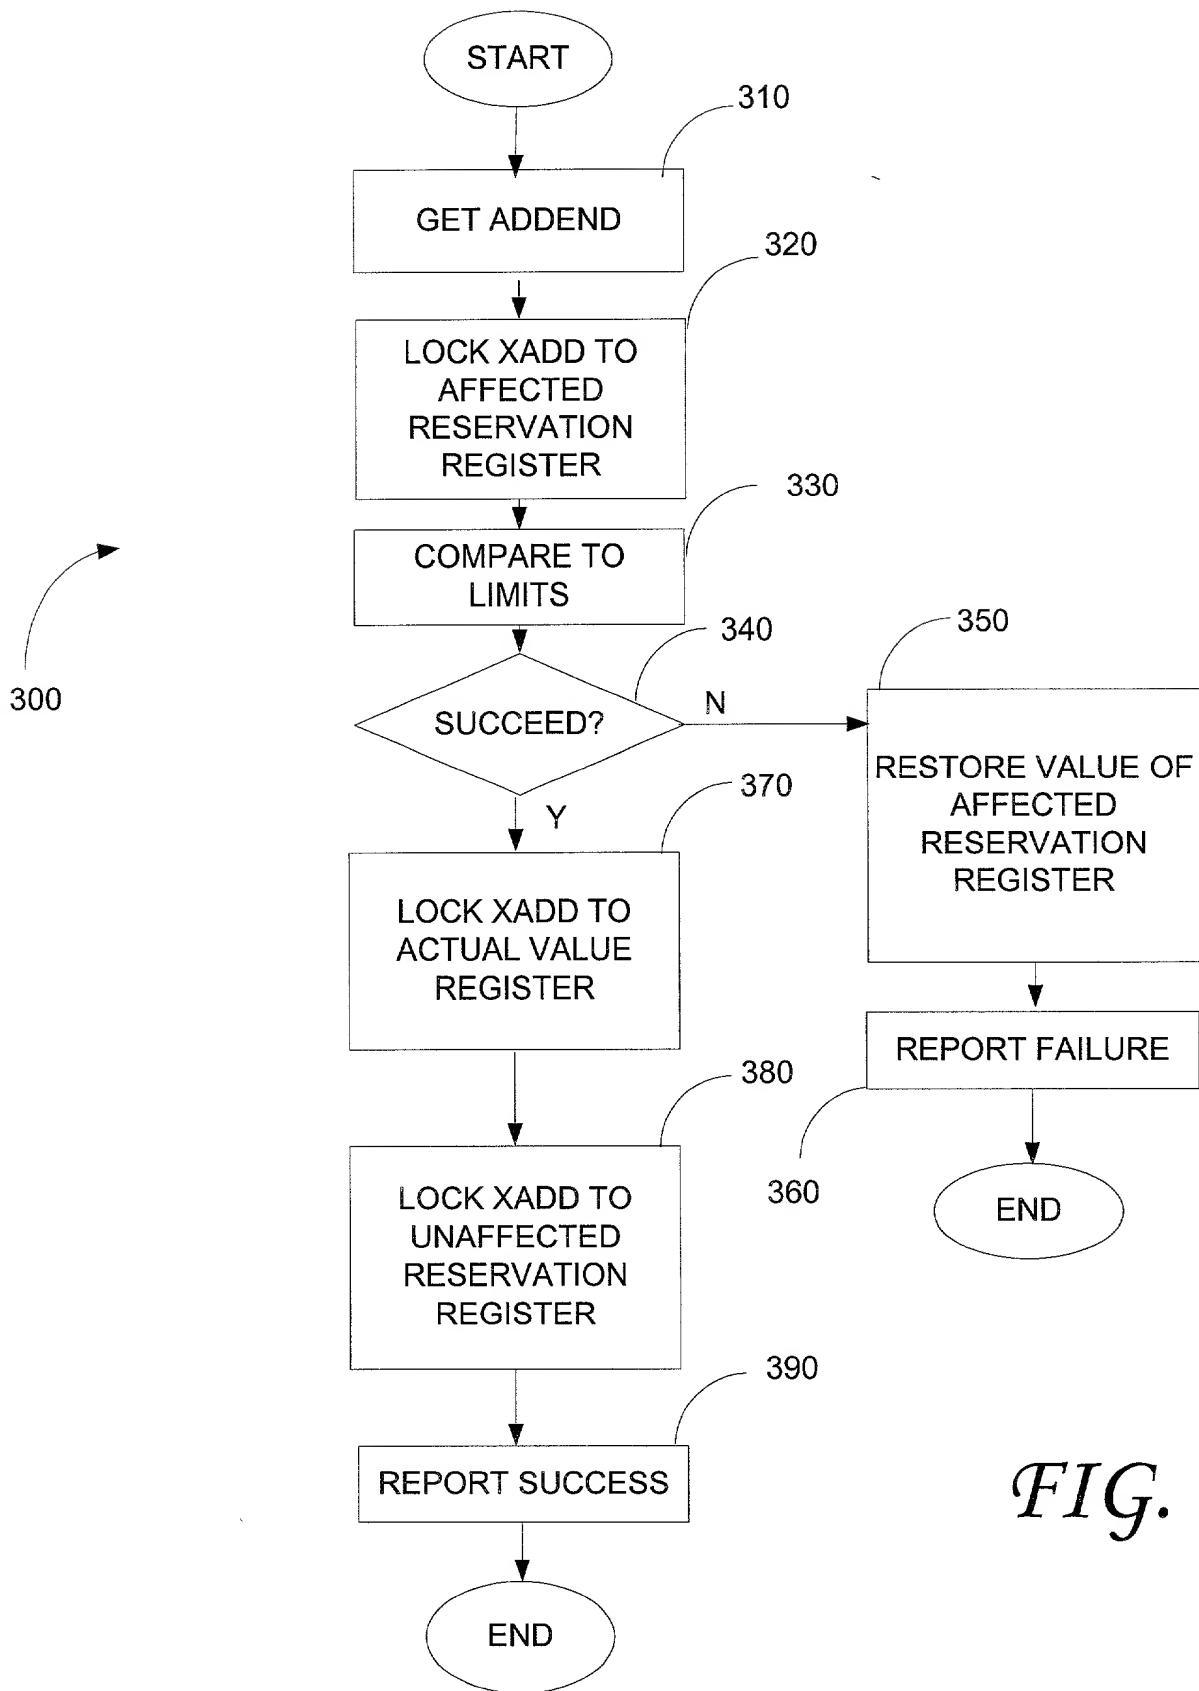 START
310
GET ADDEND
320
LOCK XADD TO
AFFECTED
RESERVATION
REGISTER
330
COMPARE TO
LIMITS
300
340
SUCCEED?
N
350
RESTORE VALUE OF
AFFECTED
RESERVATION
REGISTER
Y
370
LOCK XADD TO
ACTUAL VALUE
REGISTER
REPORT FAILURE
360
END
380
LOCK XADD TO
UNAFFECTED
RESERVATION
REGISTER
390
REPORT SUCCESS
END
FIG.